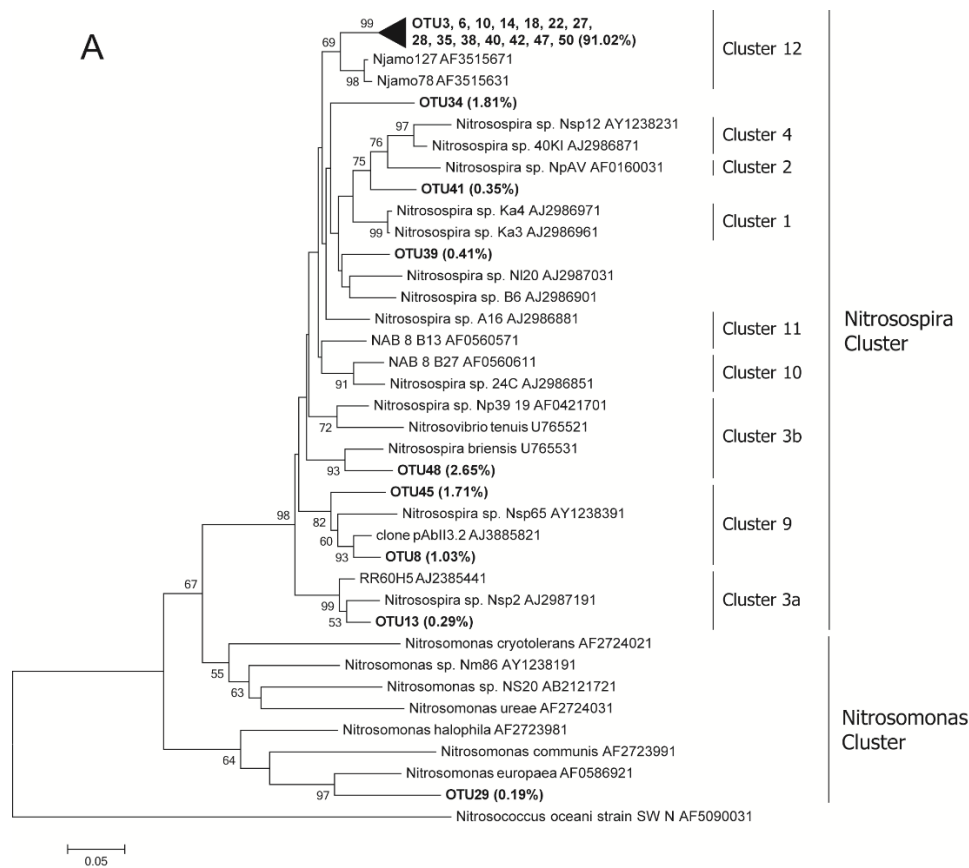 A
99
OTU3, 6, 10, 14, 18, 22, 27,
28, 35, 38, 40, 42, 47, 50 (91.02%)
Cluster 12
69
Njamo127 AF3515671
98
Njamo78 AF3515631
OTU34 (1.81%)
97
Nitrosospira sp. Nsp12 AY1238231
Cluster 4
76
Nitrosospira sp. 40KI AJ2986871
75
Nitrosospira sp. NpAV AF0160031
Cluster 2
OTU41 (0.35%)
Nitrosospira sp. Ka4 AJ2986971
Cluster 1
99
Nitrosospira sp. Ka3 AJ2986961
OTU39 (0.41%)
Nitrosospira sp. NI20 AJ2987031
Nitrosospira sp. B6 AJ2986901
Nitrosospira sp. A16 AJ2986881
Cluster 11
NAB 8 B13 AF0560571
Nitrosospira
Cluster
NAB 8 B27 AF0560611
Cluster 10
91
Nitrosospira sp. 24C AJ2986851
Nitrosospira sp. Np39 19 AF0421701
72
Nitrosovibrio tenuis U765521
Cluster 3b
Nitrosospira briensis U765531
93
OTU48 (2.65%)
OTU45 (1.71%)
98
82
Nitrosospira sp. Nsp65 AY1238391
Cluster 9
60
clone pAbII3.2 AJ3885821
93
OTU8 (1.03%)
67
RR60H5 AJ2385441
99
Nitrosospira sp. Nsp2 AJ2987191
Cluster 3a
53
OTU13 (0.29%)
Nitrosomonas cryotolerans AF2724021
55
Nitrosomonas sp. Nm86 AY1238191
63
Nitrosomonas sp. NS20 AB2121721
Nitrosomonas ureae AF2724031
Nitrosomonas
Cluster
Nitrosomonas halophila AF2723981
64
Nitrosomonas communis AF2723991
Nitrosomonas europaea AF0586921
97
OTU29 (0.19%)
Nitrosococcus oceani strain SW N AF5090031
0.05